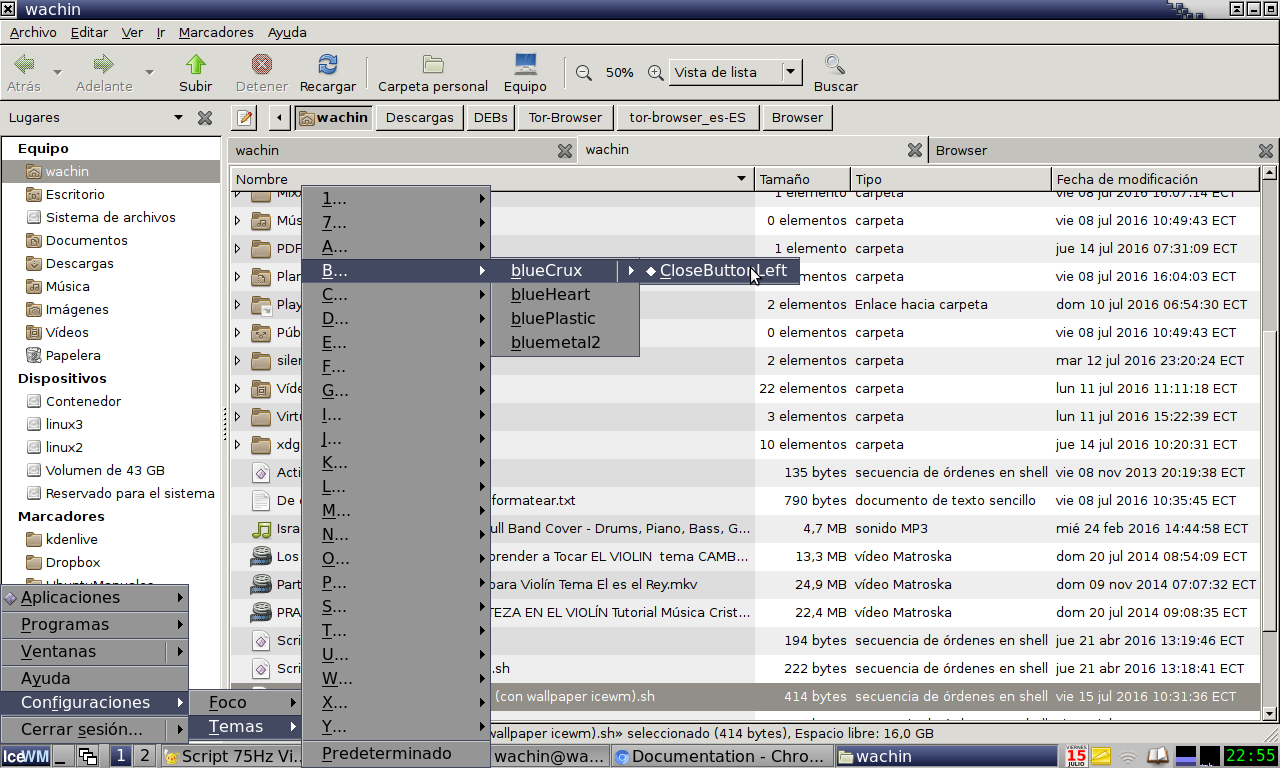 wachin
Archivo Editar Ver Ir Marcadores Ayuda
Atrás Adelante Subir Detener Recargar Carpeta personal Equipo 50% Vista de lista Buscar
Lugares wachin Descargas DEBs Tor-Browser tor-browser_es-ES Browser
wachin wachin Browser
Nombre Tamaño Tipo Fecha de modificación
Equipo
wachin
Escritorio
Sistema de archivos
Documentos
Descargas
Música
Imágenes
Vídeos
Papelera
Dispositivos
Contenedor
linux3
linux2
Volumen de 43 GB
Reservado para el sistema
Marcadores
kdenlive
Dropbox
UbuntuManuales
1 elemento carpeta vie 08 jul 2016 16:07:14 ECT
Mús 0 elementos carpeta vie 08 jul 2016 10:49:43 ECT
PDF 1 elemento carpeta jue 14 jul 2016 07:31:09 ECT
Plan mentos carpeta vie 08 jul 2016 16:04:03 ECT
Play 2 elementos Enlace hacia carpeta dom 10 jul 2016 06:54:30 ECT
Púb 0 elementos carpeta vie 08 jul 2016 10:49:43 ECT
siler 2 elementos carpeta mar 12 jul 2016 23:20:24 ECT
Víde 22 elementos carpeta lun 11 jul 2016 11:11:18 ECT
Virtu 3 elementos carpeta lun 11 jul 2016 15:22:39 ECT
xdg 10 elementos carpeta jue 14 jul 2016 10:20:31 ECT
Acti 135 bytes secuencia de órdenes en shell vie 08 nov 2013 20:19:38 ECT
De formatear.txt 790 bytes documento de texto sencillo vie 08 jul 2016 10:35:45 ECT
Isra ull Band Cover - Drums, Piano, Bass, G... 4,7 MB sonido MP3 mié 24 feb 2016 14:44:58 ECT
Los prender a Tocar EL VIOLIN tema CAMB... 13,3 MB vídeo Matroska dom 20 jul 2014 08:54:09 ECT
Part para Violín Tema El es el Rey.mkv 24,9 MB vídeo Matroska dom 09 nov 2014 07:07:32 ECT
PRA TEZA EN EL VIOLÍN Tutorial Música Crist... 22,4 MB vídeo Matroska dom 20 jul 2014 09:08:35 ECT
Scri 194 bytes secuencia de órdenes en shell jue 21 abr 2016 13:19:46 ECT
Scri .sh 222 bytes secuencia de órdenes en shell jue 21 abr 2016 13:18:41 ECT
(con wallpaper icewm).sh 414 bytes secuencia de órdenes en shell vie 15 jul 2016 10:31:36 ECT
wallpaper icewm).sh» seleccionado (414 bytes), Espacio libre: 16,0 GB
Aplicaciones
Programas
Ventanas
Ayuda
Configuraciones
Cerrar sesión...
Foco
Temas
1...
7...
A...
B...
C...
D...
E...
F...
G...
I...
J...
K...
L...
M...
N...
O...
P...
S...
T...
U...
W...
X...
Y...
Predeterminado
blueCrux
blueHeart
bluePlastic
bluemetal2
CloseButtonLeft
IceWM 1 2 Script 75Hz Vi... wachin@wa... Documentation - Chro... wachin VIERNES 15 JULIO 22:55